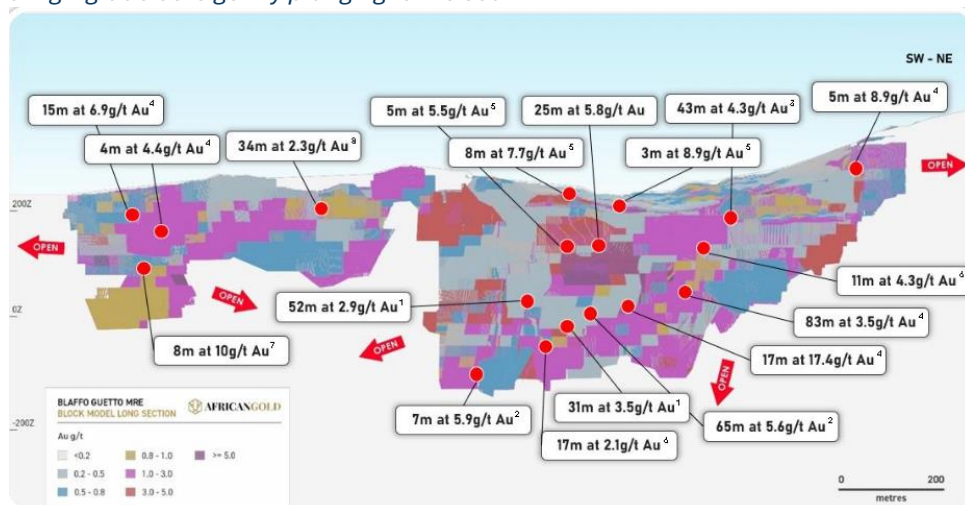 SW - NE
15m at 6.9g/t Au⁴
4m at 4.4g/t Au⁴
34m at 2.3g/t Au³
5m at 5.5g/t Au⁵
8m at 7.7g/t Au⁵
25m at 5.8g/t Au
3m at 8.9g/t Au⁵
43m at 4.3g/t Au³
5m at 8.9g/t Au⁴
OPEN
200Z
OPEN
OPEN
52m at 2.9g/t Au¹
11m at 4.3g/t Au⁶
0Z
83m at 3.5g/t Au⁴
8m at 10g/t Au⁷
OPEN
17m at 17.4g/t Au⁴
OPEN
7m at 5.9g/t Au²
31m at 3.5g/t Au¹
65m at 5.6g/t Au²
17m at 2.1g/t Au⁶
-200Z
BLAFFO GUETTO MRE
BLOCK MODEL LONG SECTION
AFRICANGOLD
Au g/t
<0.2
0.2 - 0.5
0.5 - 0.8
0.8 - 1.0
1.0 - 3.0
3.0 - 5.0
>= 5.0
0 200
metres